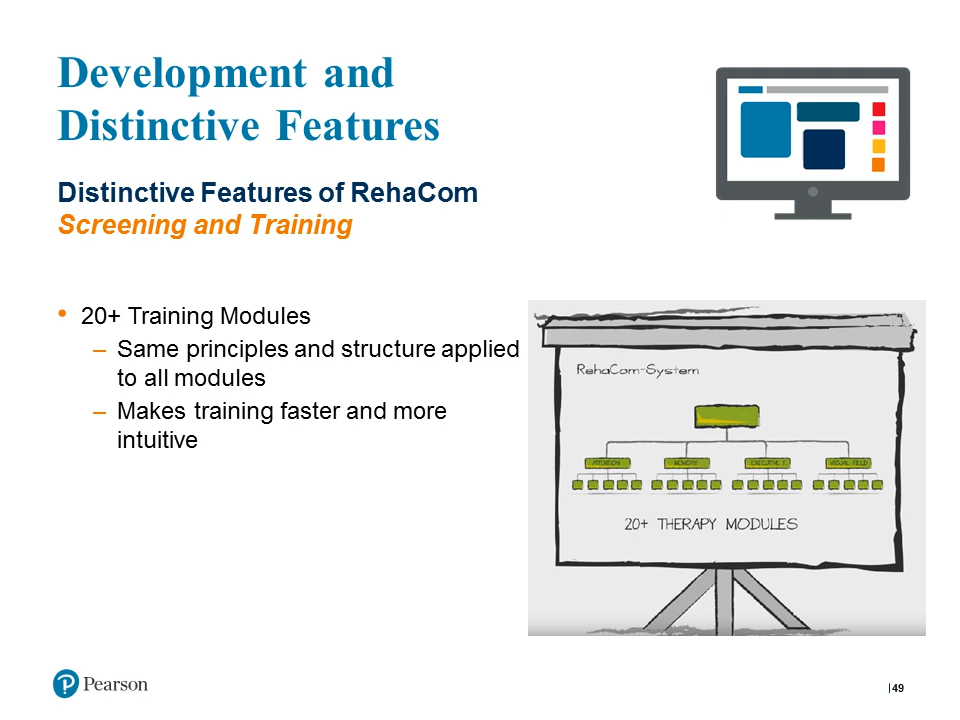 Development and
Distinctive Features
Distinctive Features of RehaCom
Screening and Training
• 20+ Training Modules
– Same principles and structure applied
to all modules
– Makes training faster and more
intuitive
RehaCom-System
ATTENTION MEMORY EXECUTIVE F. VISUAL FIELD
20+ THERAPY MODULES
P Pearson
|49